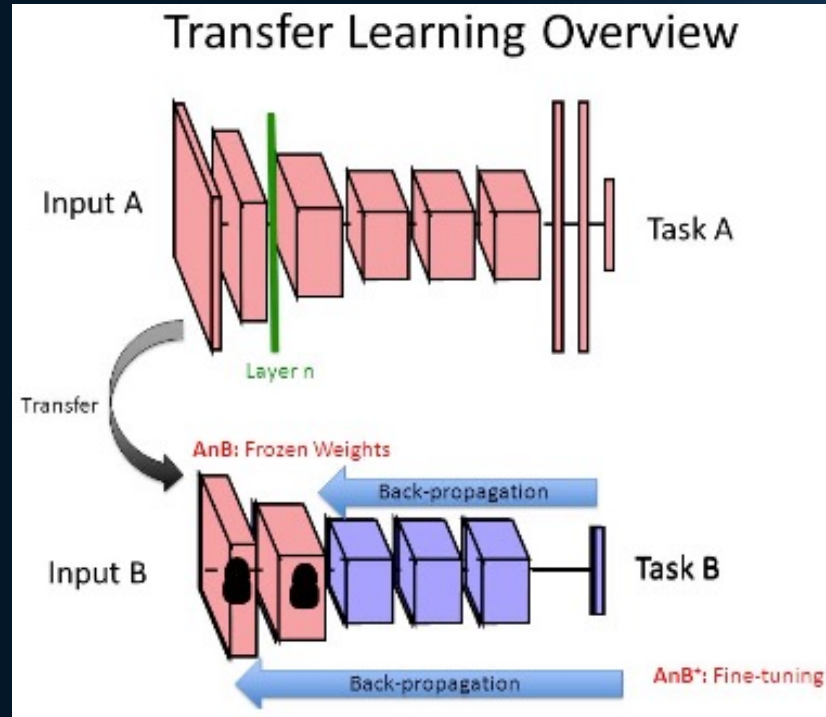 Transfer Learning Overview
Input A
Task A
Layer n
Transfer
AnB: Frozen Weights
Back-propagation
Input B
Task B
Back-propagation
AnB⁺: Fine-tuning